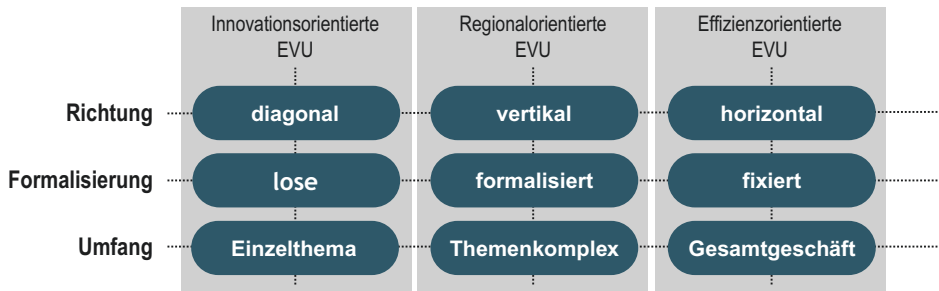 Innovationsorientierte
EVU
Regionalorientierte
EVU
Effizienzorientierte
EVU
Richtung
diagonal
vertikal
horizontal
Formalisierung
lose
formalisiert
fixiert
Umfang
Einzelthema
Themenkomplex
Gesamtgeschäft